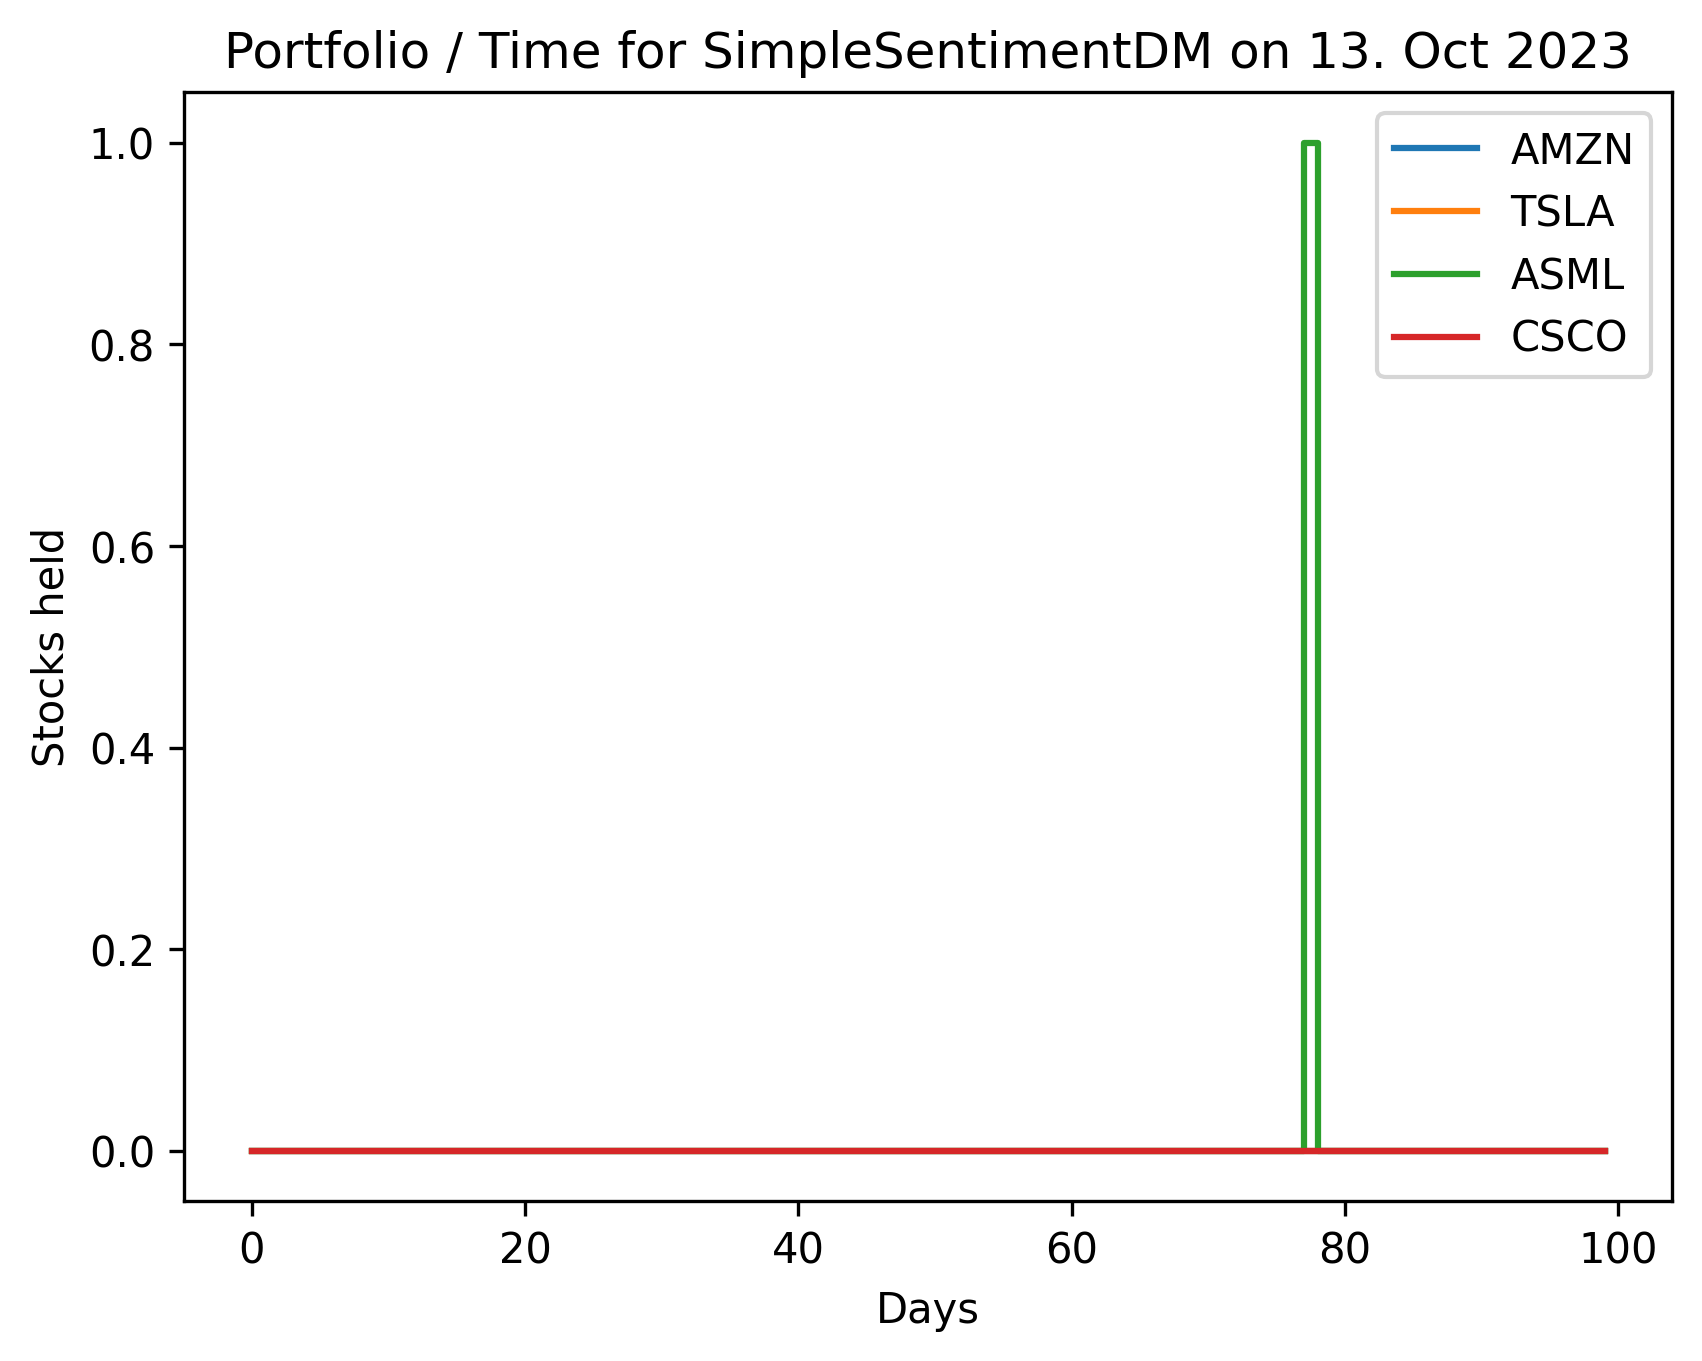 Portfolio / Time for SimpleSentimentDM on 13. Oct 2023
AMZN
TSLA
ASML
CSCO
Stocks held
1.0
0.8
0.6
0.4
0.2
0.0
0 20 40 60 80 100
Days